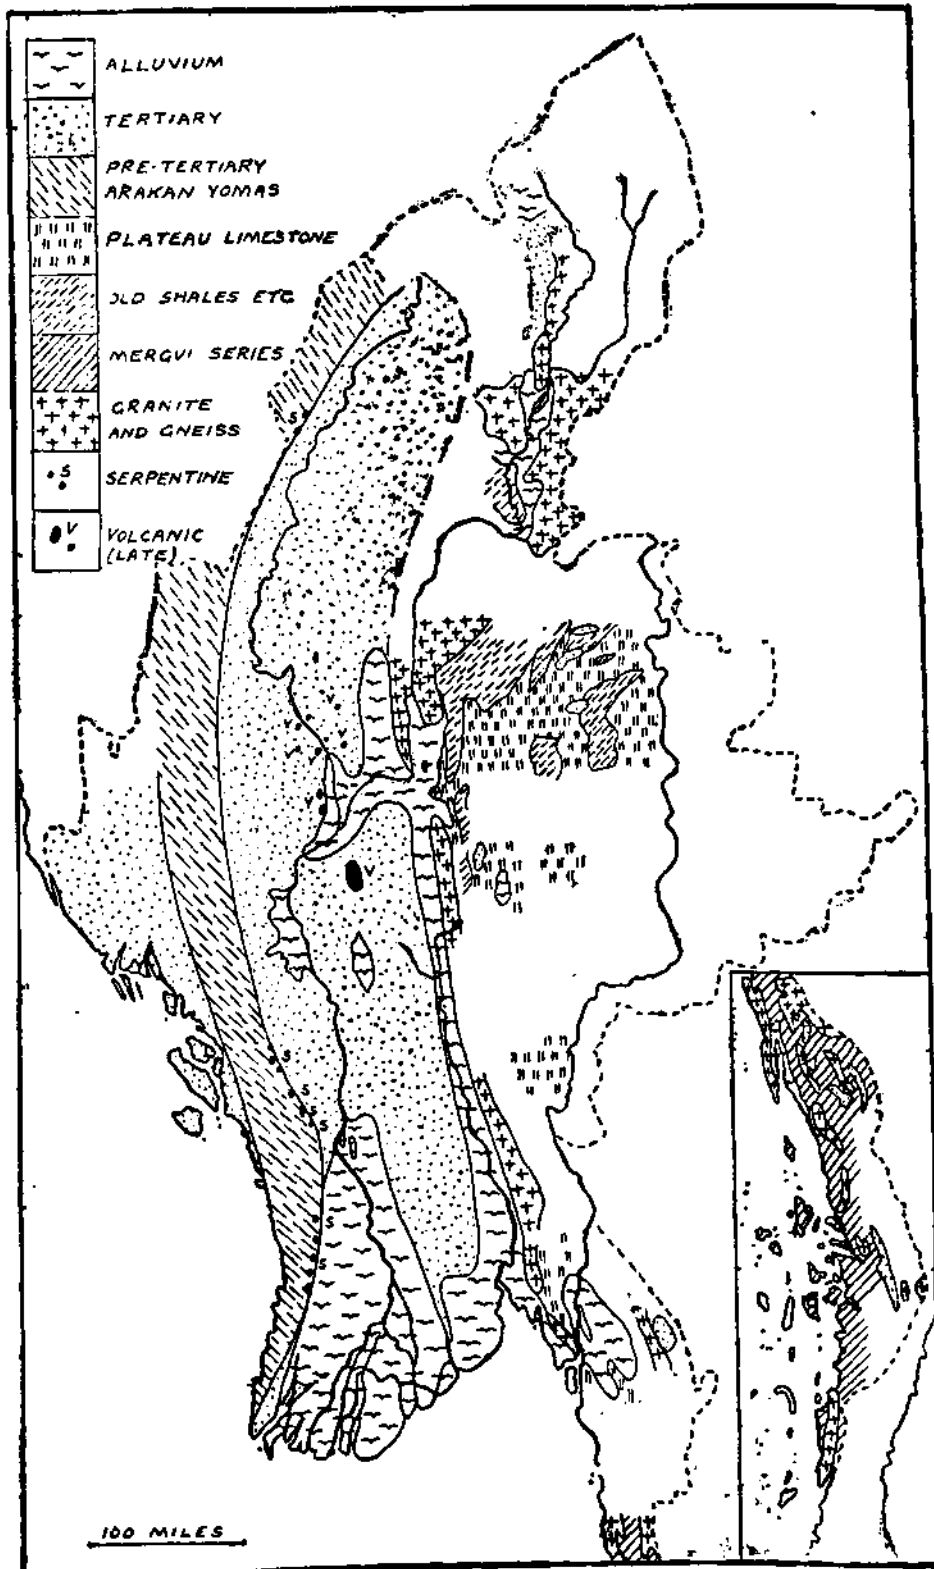 ALLUVIUM
TERTIARY
PRE-TERTIARY
ARAKAN YOMAS
PLATEAU LIMESTONE
OLD SHALES ETC
MERGUI SERIES
GRANITE
AND GNEISS
S
SERPENTINE
V
VOLCANIC
(LATE)
S
V
V
V
V
V
S
S
S
S
S
S
100 MILES